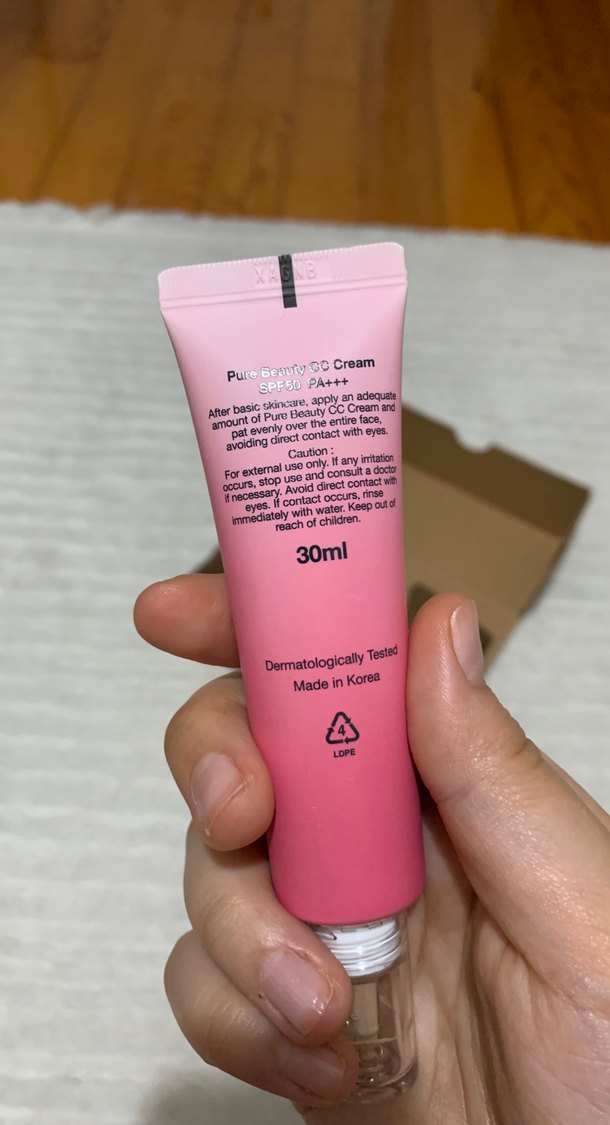 Pure Beauty CC Cream
SPF50 PA+++
After basic skincare, apply an adequate
amount of Pure Beauty CC Cream and
pat evenly over the entire face,
avoiding direct contact with eyes.
Caution :
For external use only. If any irritation
occurs, stop use and consult a doctor
if necessary. Avoid direct contact with
eyes. If contact occurs, rinse
immediately with water. Keep out of
reach of children.
30ml
Dermatologically Tested
Made in Korea
4
LDPE